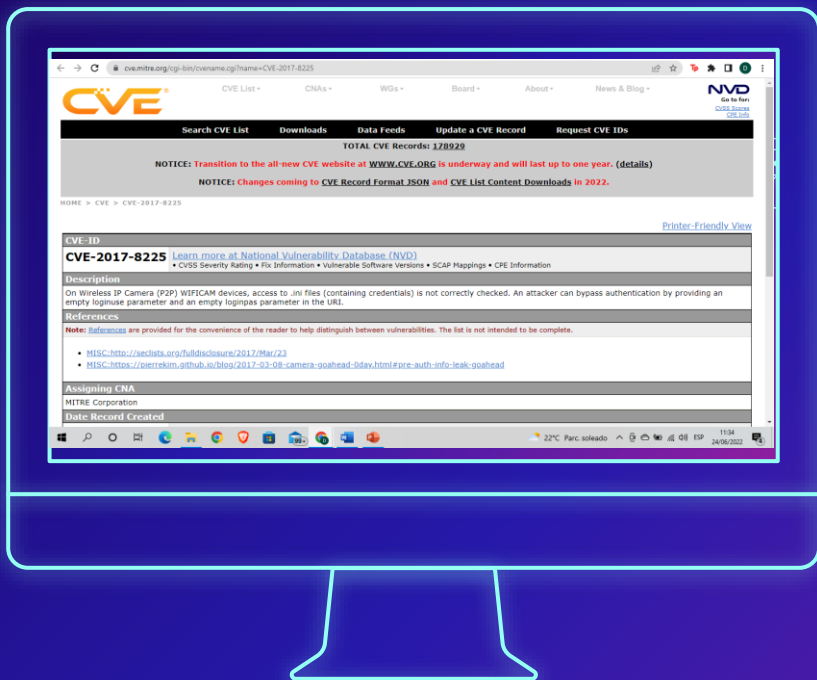 cve.mitre.org/cgi-bin/cvename.cgi?name=CVE-2017-8225
CVE
CVE List CNAs WGs Board About News & Blog
NVD
Go to for:
CVSS Scores
CPE Info
Search CVE List Downloads Data Feeds Update a CVE Record Request CVE IDs
TOTAL CVE Records: 178929
NOTICE: Transition to the all-new CVE website at WWW.CVE.ORG is underway and will last up to one year. (details)
NOTICE: Changes coming to CVE Record Format JSON and CVE List Content Downloads in 2022.
HOME > CVE > CVE-2017-8225
Printer-Friendly View
CVE-ID
CVE-2017-8225 Learn more at National Vulnerability Database (NVD)
• CVSS Severity Rating • Fix Information • Vulnerable Software Versions • SCAP Mappings • CPE Information
Description
On Wireless IP Camera (P2P) WIFICAM devices, access to .ini files (containing credentials) is not correctly checked. An attacker can bypass authentication by providing an
empty loginuse parameter and an empty loginpas parameter in the URI.
References
Note: References are provided for the convenience of the reader to help distinguish between vulnerabilities. The list is not intended to be complete.
• MISC:http://seclists.org/fulldisclosure/2017/Mar/23
• MISC:https://pierrekim.github.io/blog/2017-03-08-camera-goahead-0day.html#pre-auth-info-leak-goahead
Assigning CNA
MITRE Corporation
Date Record Created
99+
22°C Parc. soleado
ESP
11:34
24/06/2022